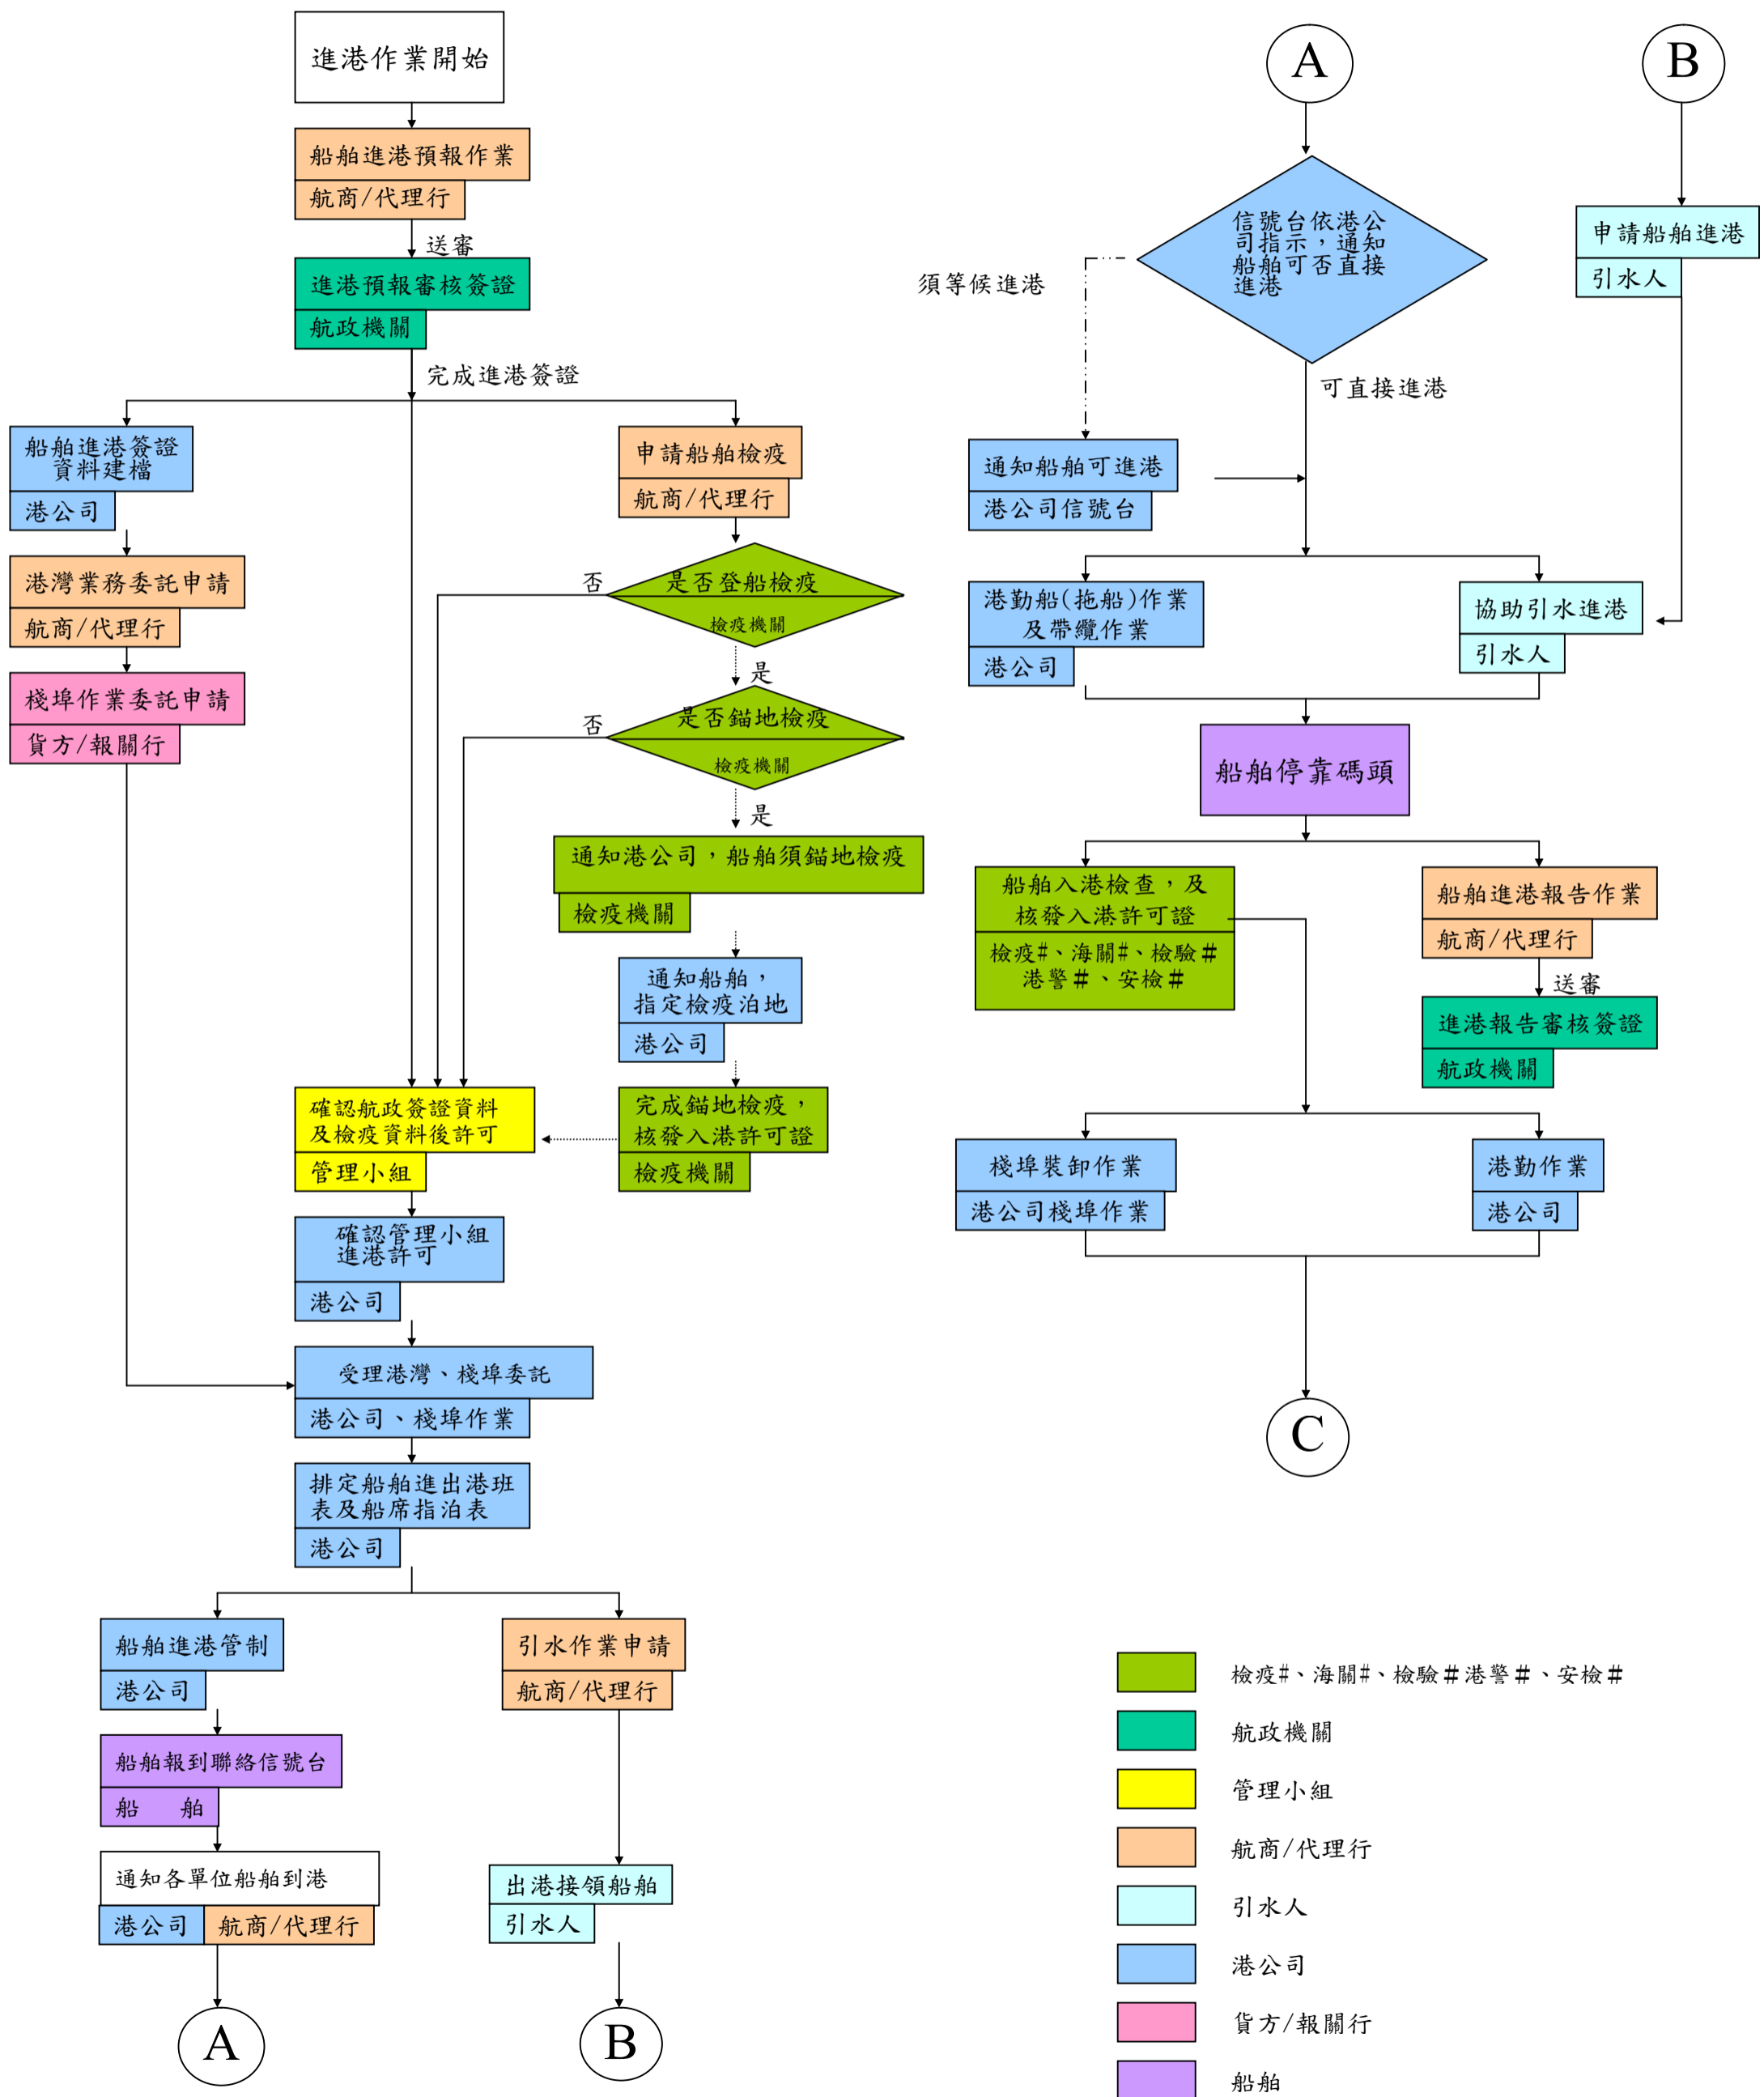 進港作業開始
船舶進港預報作業
航商/代理行
送審
進港預報審核簽證
航政機關
完成進港簽證
船舶進港簽證
資料建檔
港公司
港灣業務委託申請
航商/代理行
棧埠作業委託申請
貨方/報關行
申請船舶檢疫
航商/代理行
是否登船檢疫
檢疫機關
否
是
是否錨地檢疫
檢疫機關
否
是
通知港公司，船舶須錨地檢疫
檢疫機關
通知船舶，
指定檢疫泊地
港公司
完成錨地檢疫，
核發入港許可證
檢疫機關
確認航政簽證資料
及檢疫資料後許可
管理小組
確認管理小組
進港許可
港公司
受理港灣、棧埠委託
港公司、棧埠作業
排定船舶進出港班
表及船席指泊表
港公司
船舶進港管制
港公司
船舶報到聯絡信號台
船 舶
通知各單位船舶到港
港公司
航商/代理行
A
引水作業申請
航商/代理行
出港接領船舶
引水人
B
A
信號台依港公
司指示，通知
船舶可否直接
進港
須等候進港
可直接進港
通知船舶可進港
港公司信號台
B
申請船舶進港
引水人
港勤船(拖船)作業
及帶纜作業
港公司
協助引水進港
引水人
船舶停靠碼頭
船舶入港檢查，及
核發入港許可證
檢疫#、海關#、檢驗#
港警#、安檢#
船舶進港報告作業
航商/代理行
送審
進港報告審核簽證
航政機關
棧埠裝卸作業
港公司棧埠作業
港勤作業
港公司
C
檢疫#、海關#、檢驗#港警#、安檢#
航政機關
管理小組
航商/代理行
引水人
港公司
貨方/報關行
船舶